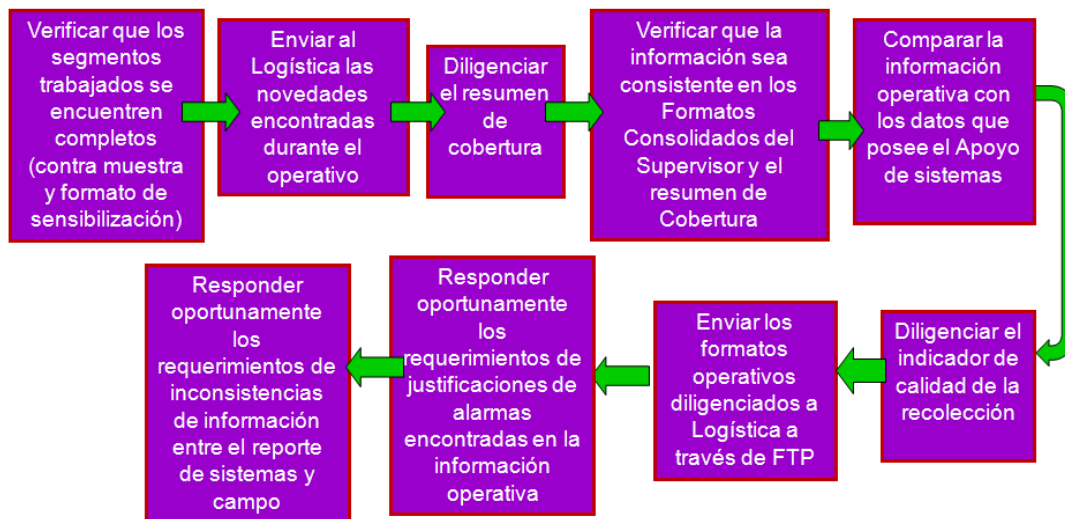 Verificar que los
segmentos
trabajados se
encuentren
completos
(contra muestra
y formato de
sensibilización)
Enviar al
Logística las
novedades
encontradas
durante el
operativo
Diligenciar
el resumen
de
cobertura
Verificar que la
información sea
consistente en los
Formatos
Consolidados del
Supervisor y el
resumen de
Cobertura
Comparar la
información
operativa con
los datos que
posee el Apoyo
de sistemas
Diligenciar el
indicador de
calidad de la
recolección
Enviar los
formatos
operativos
diligenciados a
Logística a
través de FTP
Responder
oportunamente
los
requerimientos de
justificaciones de
alarmas
encontradas en la
información
operativa
Responder
oportunamente
los
requerimientos de
inconsistencias
de información
entre el reporte
de sistemas y
campo